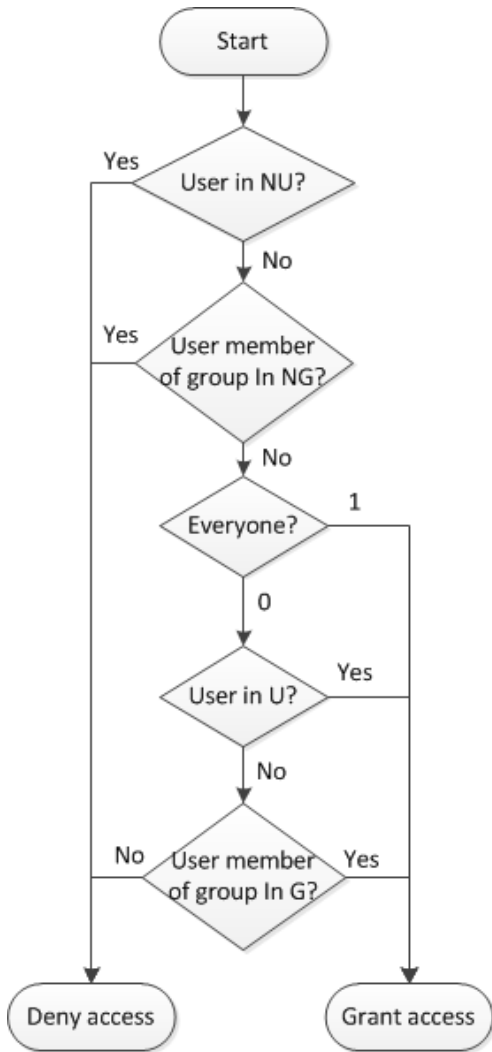 Start
Yes
User in NU?
No
Yes
User member
of group In NG?
No
1
Everyone?
0
User in U?
Yes
No
No
User member
of group In G?
Yes
Deny access
Grant access